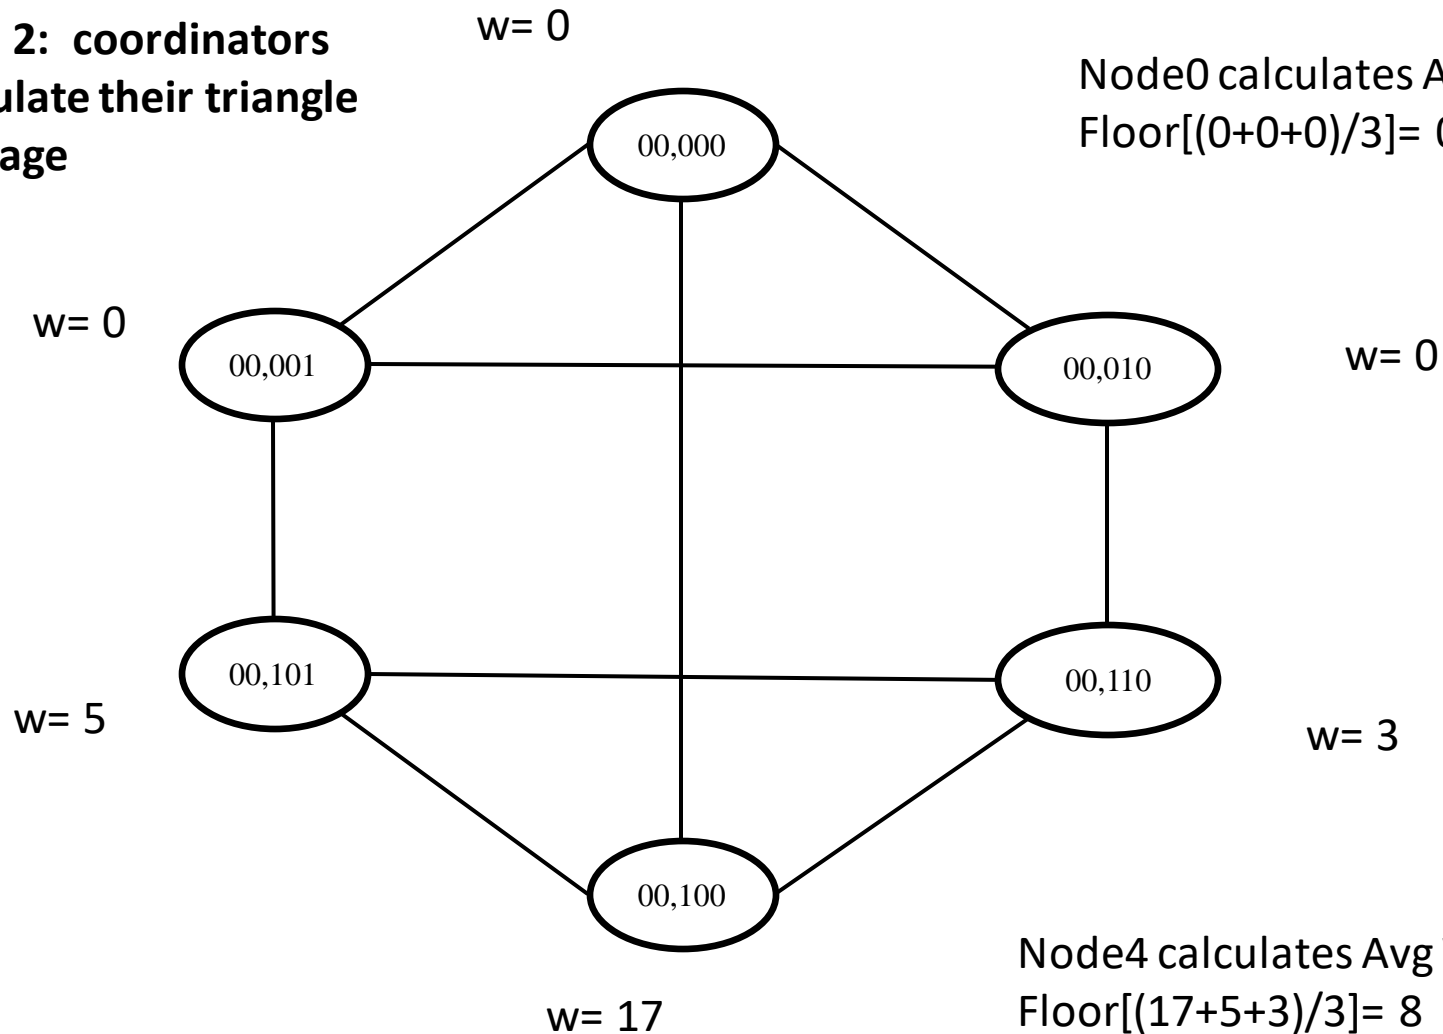 2: coordinators
ulate their triangle
age
w= 0
Node0 calculates A
Floor[(0+0+0)/3]= 0
00,000
w= 0
00,001
00,010
w= 0
00,101
00,110
w= 5
w= 3
00,100
Node4 calculates Avg
Floor[(17+5+3)/3]= 8
w= 17